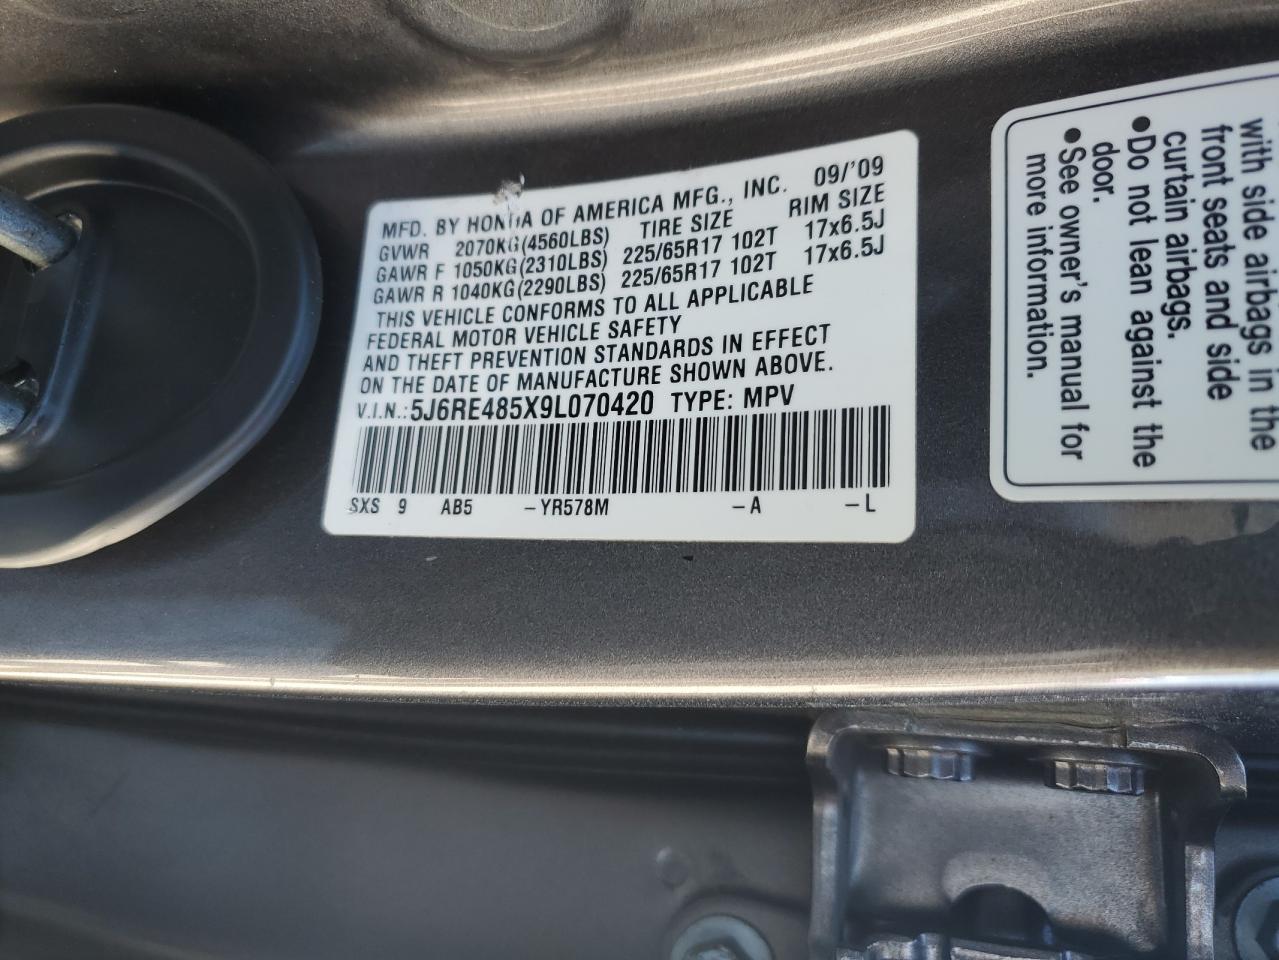 MFD. BY HONDA OF AMERICA MFG., INC. 09/'09
GVWR 2070KG(4560LBS) TIRE SIZE RIM SIZE
GAWR F 1050KG(2310LBS) 225/65R17 102T 17x6.5J
GAWR R 1040KG(2290LBS) 225/65R17 102T 17x6.5J
THIS VEHICLE CONFORMS TO ALL APPLICABLE
FEDERAL MOTOR VEHICLE SAFETY
AND THEFT PREVENTION STANDARDS IN EFFECT
ON THE DATE OF MANUFACTURE SHOWN ABOVE.
V.I.N.: 5J6RE485X9L070420 TYPE: MPV
SXS 9 AB5 -YR578M -A -L
with side airbags in the
front seats and side
curtain airbags.
●Do not lean against the
door.
●See owner's manual for
more information.